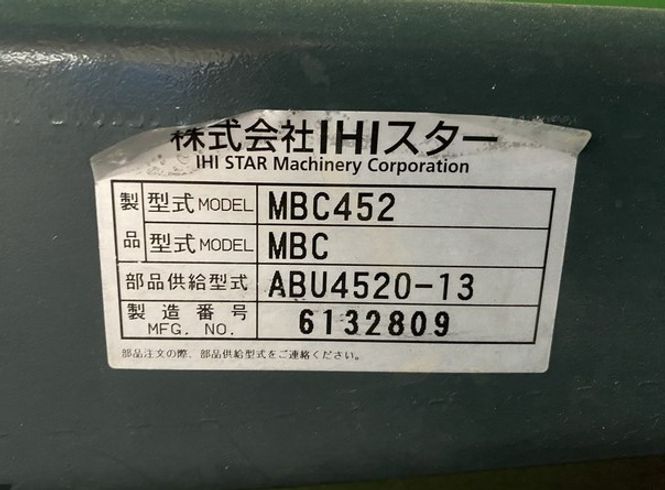 株式会社IHIスター
IHI STAR Machinery Corporation
製 型式 MODEL MBC452
品 型式 MODEL MBC
部品供給型式 ABU4520-13
製造番号 MFG. NO. 6132809
部品注文の際、部品供給型式をご連絡ください。